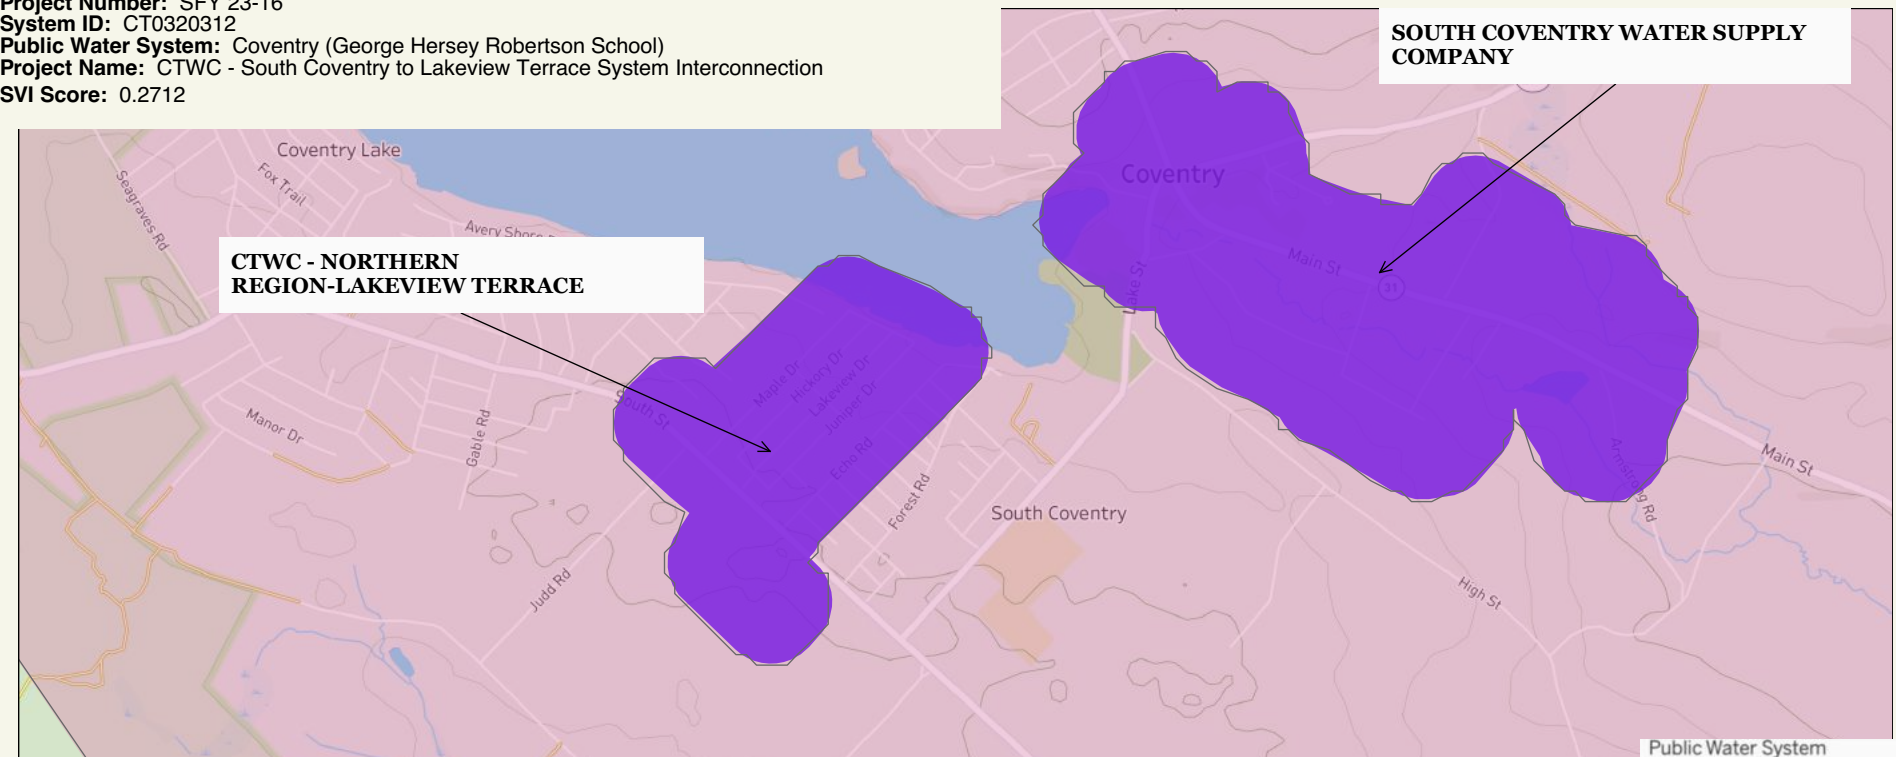 Project Number: SFY 23-16
System ID: CT0320312
Public Water System: Coventry (George Hersey Robertson School)
Project Name: CTWC - South Coventry to Lakeview Terrace System Interconnection
SVI Score: 0.2712
SOUTH COVENTRY WATER SUPPLY
COMPANY
Coventry Lake
Fox Trail
Seagraves Rd
Avery Shore
CTWC - NORTHERN
REGION-LAKEVIEW TERRACE
Coventry
Main St
31
Lake St
Maple Dr
Hickory Dr
Lakeview Dr
Juniper Dr
Echo Rd
South St
Manor Dr
Gable Rd
Forest Rd
South Coventry
Judd Rd
Armstrong Rd
Main St
High St
Public Water System